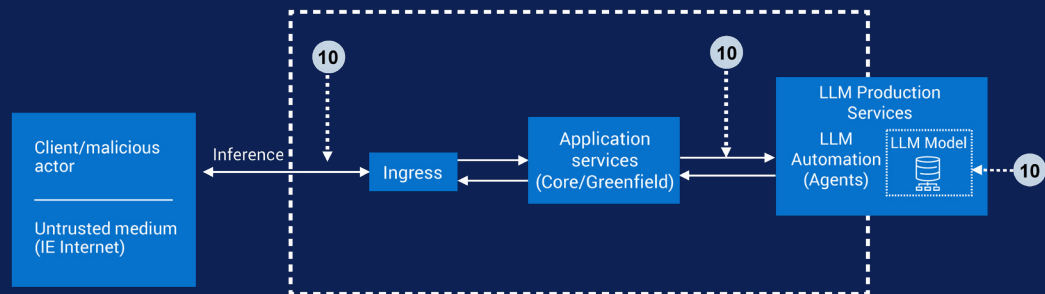 10
10
LLM Production
Services
Client/malicious
actor
Inference
Ingress
Application
services
(Core/Greenfield)
LLM
Automation
(Agents)
LLM Model
10
Untrusted medium
(IE Internet)